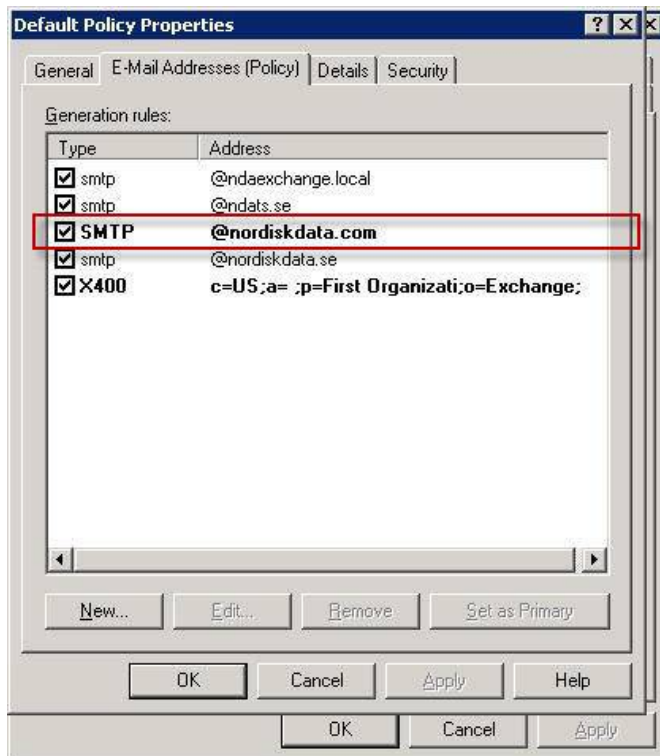 Default Policy Properties
General E-Mail Addresses (Policy) Details Security
Generation rules:
Type Address
smtp @ndaexchange.local
smtp @ndats.se
SMTP @nordiskdata.com
smtp @nordiskdata.se
X400 c=US;a= ;p=First Organizati;o=Exchange;
New... Edit... Remove Set as Primary
OK Cancel Apply Help
OK Cancel Apply